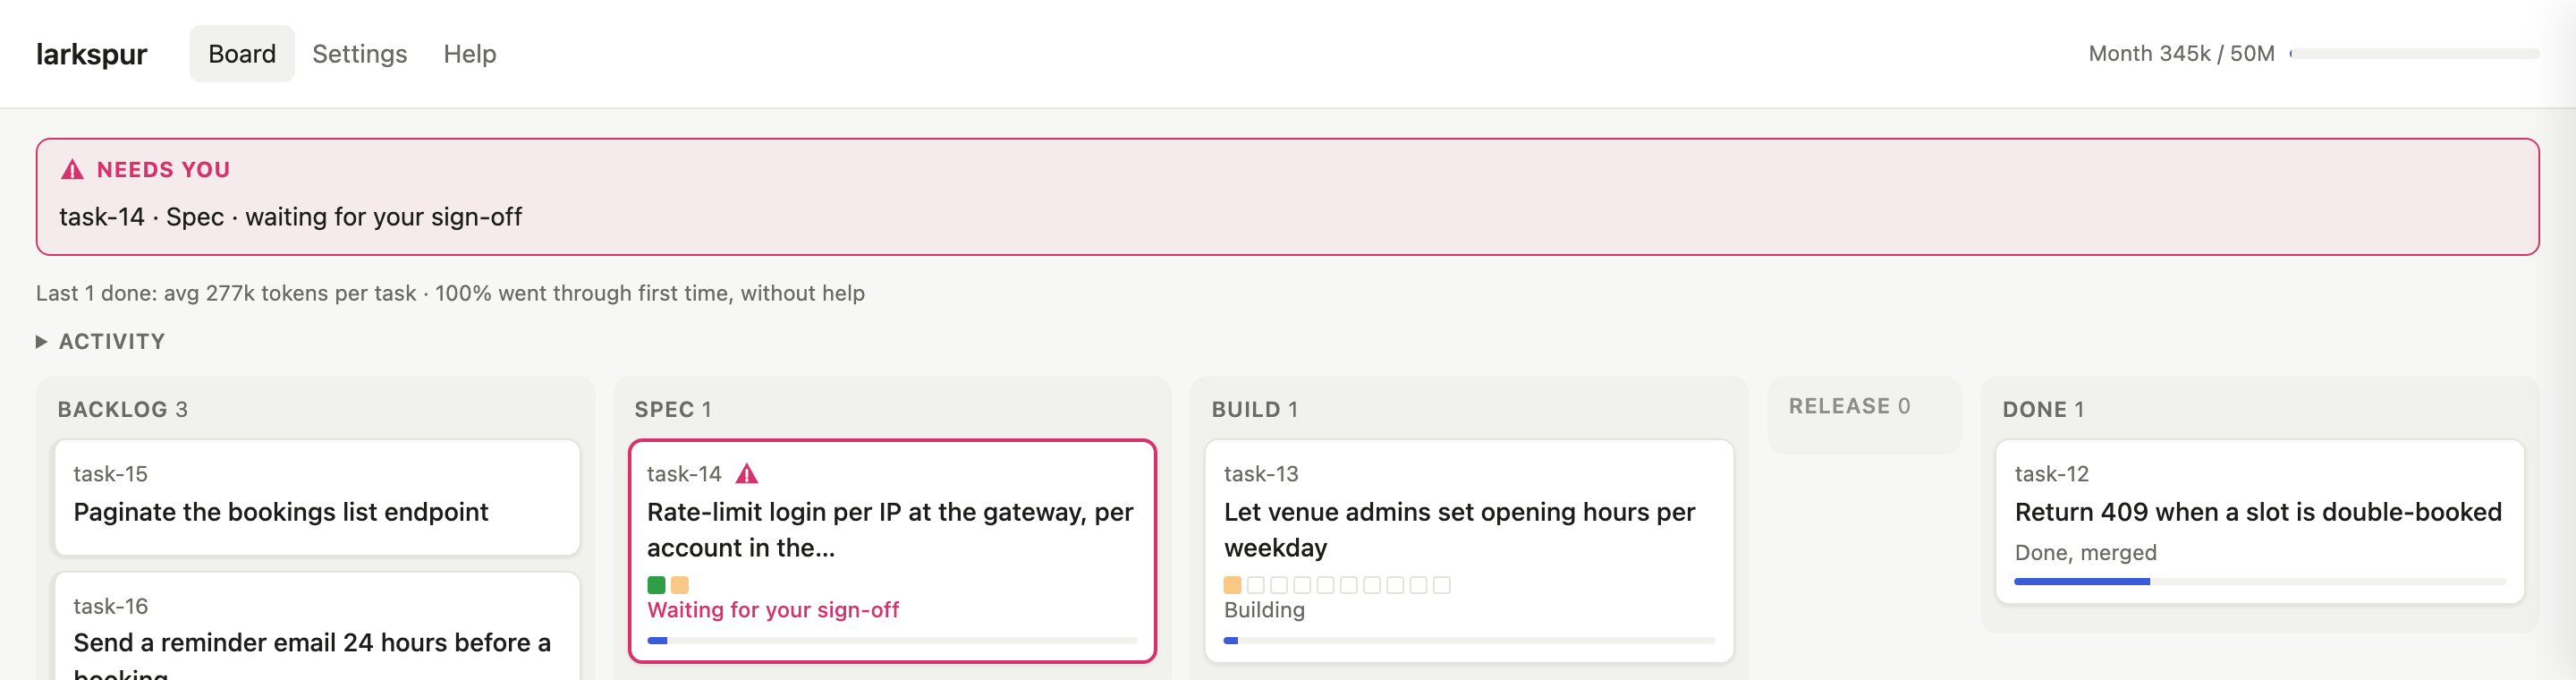 larkspur
Board
Settings
Help
Month 345k / 50M
NEEDS YOU
task-14 · Spec · waiting for your sign-off
Last 1 done: avg 277k tokens per task · 100% went through first time, without help
ACTIVITY
BACKLOG 3
task-15
Paginate the bookings list endpoint
task-16
Send a reminder email 24 hours before a
booking
SPEC 1
task-14
Rate-limit login per IP at the gateway, per
account in the...
Waiting for your sign-off
BUILD 1
task-13
Let venue admins set opening hours per
weekday
Building
RELEASE 0
DONE 1
task-12
Return 409 when a slot is double-booked
Done, merged